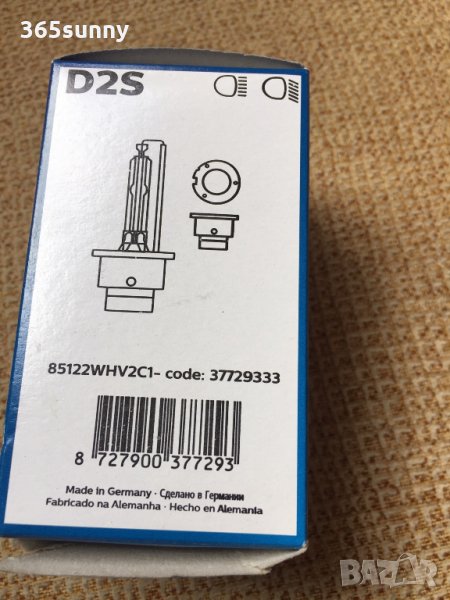 365sunny
D2S
85122WHV2C1- code: 37729333
8 727900 377293
Made in Germany · Сделано в Германии
Fabricado na Alemanha · Hecho en Alemania
BAZAR